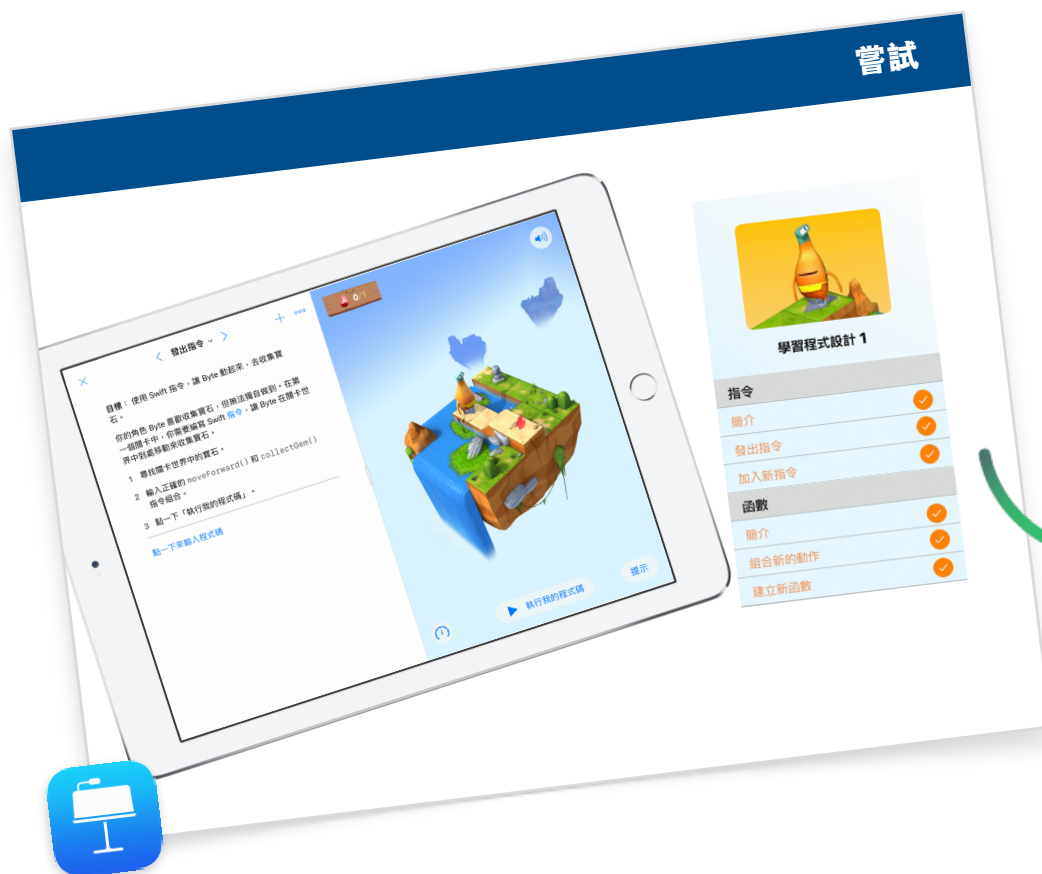 嘗試
發出指令
0/1
目標： 使用 Swift 指令，讓 Byte 動起來，去收集寶
石。
你的角色 Byte 喜歡收集寶石，但無法獨自做到。在第
一個關卡中，你需要編寫 Swift 指令，讓 Byte 在關卡世
界中到處移動來收集寶石。
1 尋找關卡世界中的寶石。
2 輸入正確的 moveForward() 和 collectGem()
指令組合。
3 點一下「執行我的程式碼」。
點一下來輸入程式碼
執行我的程式碼
提示
學習程式設計 1
指令
簡介
發出指令
加入新指令
函數
簡介
組合新的動作
建立新函數